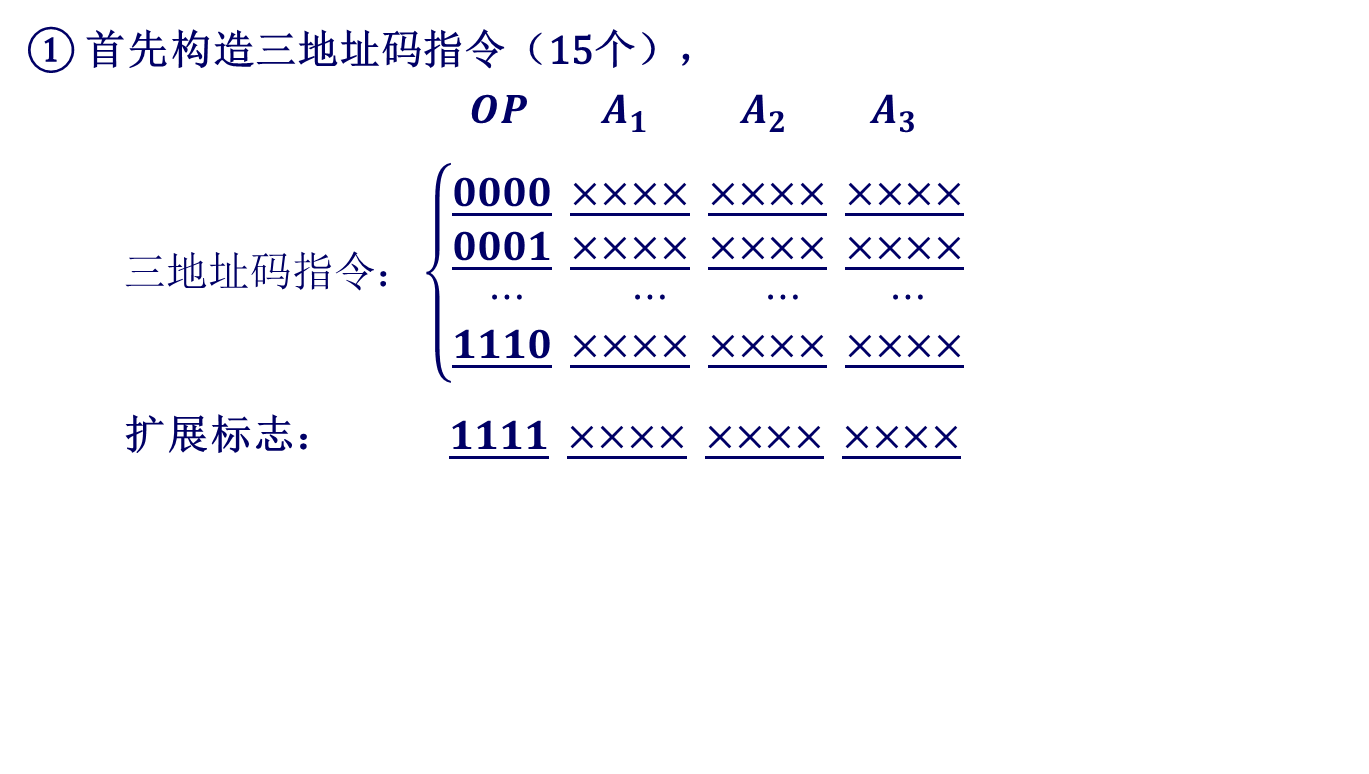 ① 首先构造三地址码指令（15个），
OP A₁ A₂ A₃
0000 ×××× ×××× ××××
0001 ×××× ×××× ××××
三地址码指令：
… … … …
1110 ×××× ×××× ××××
扩展标志： 1111 ×××× ×××× ××××